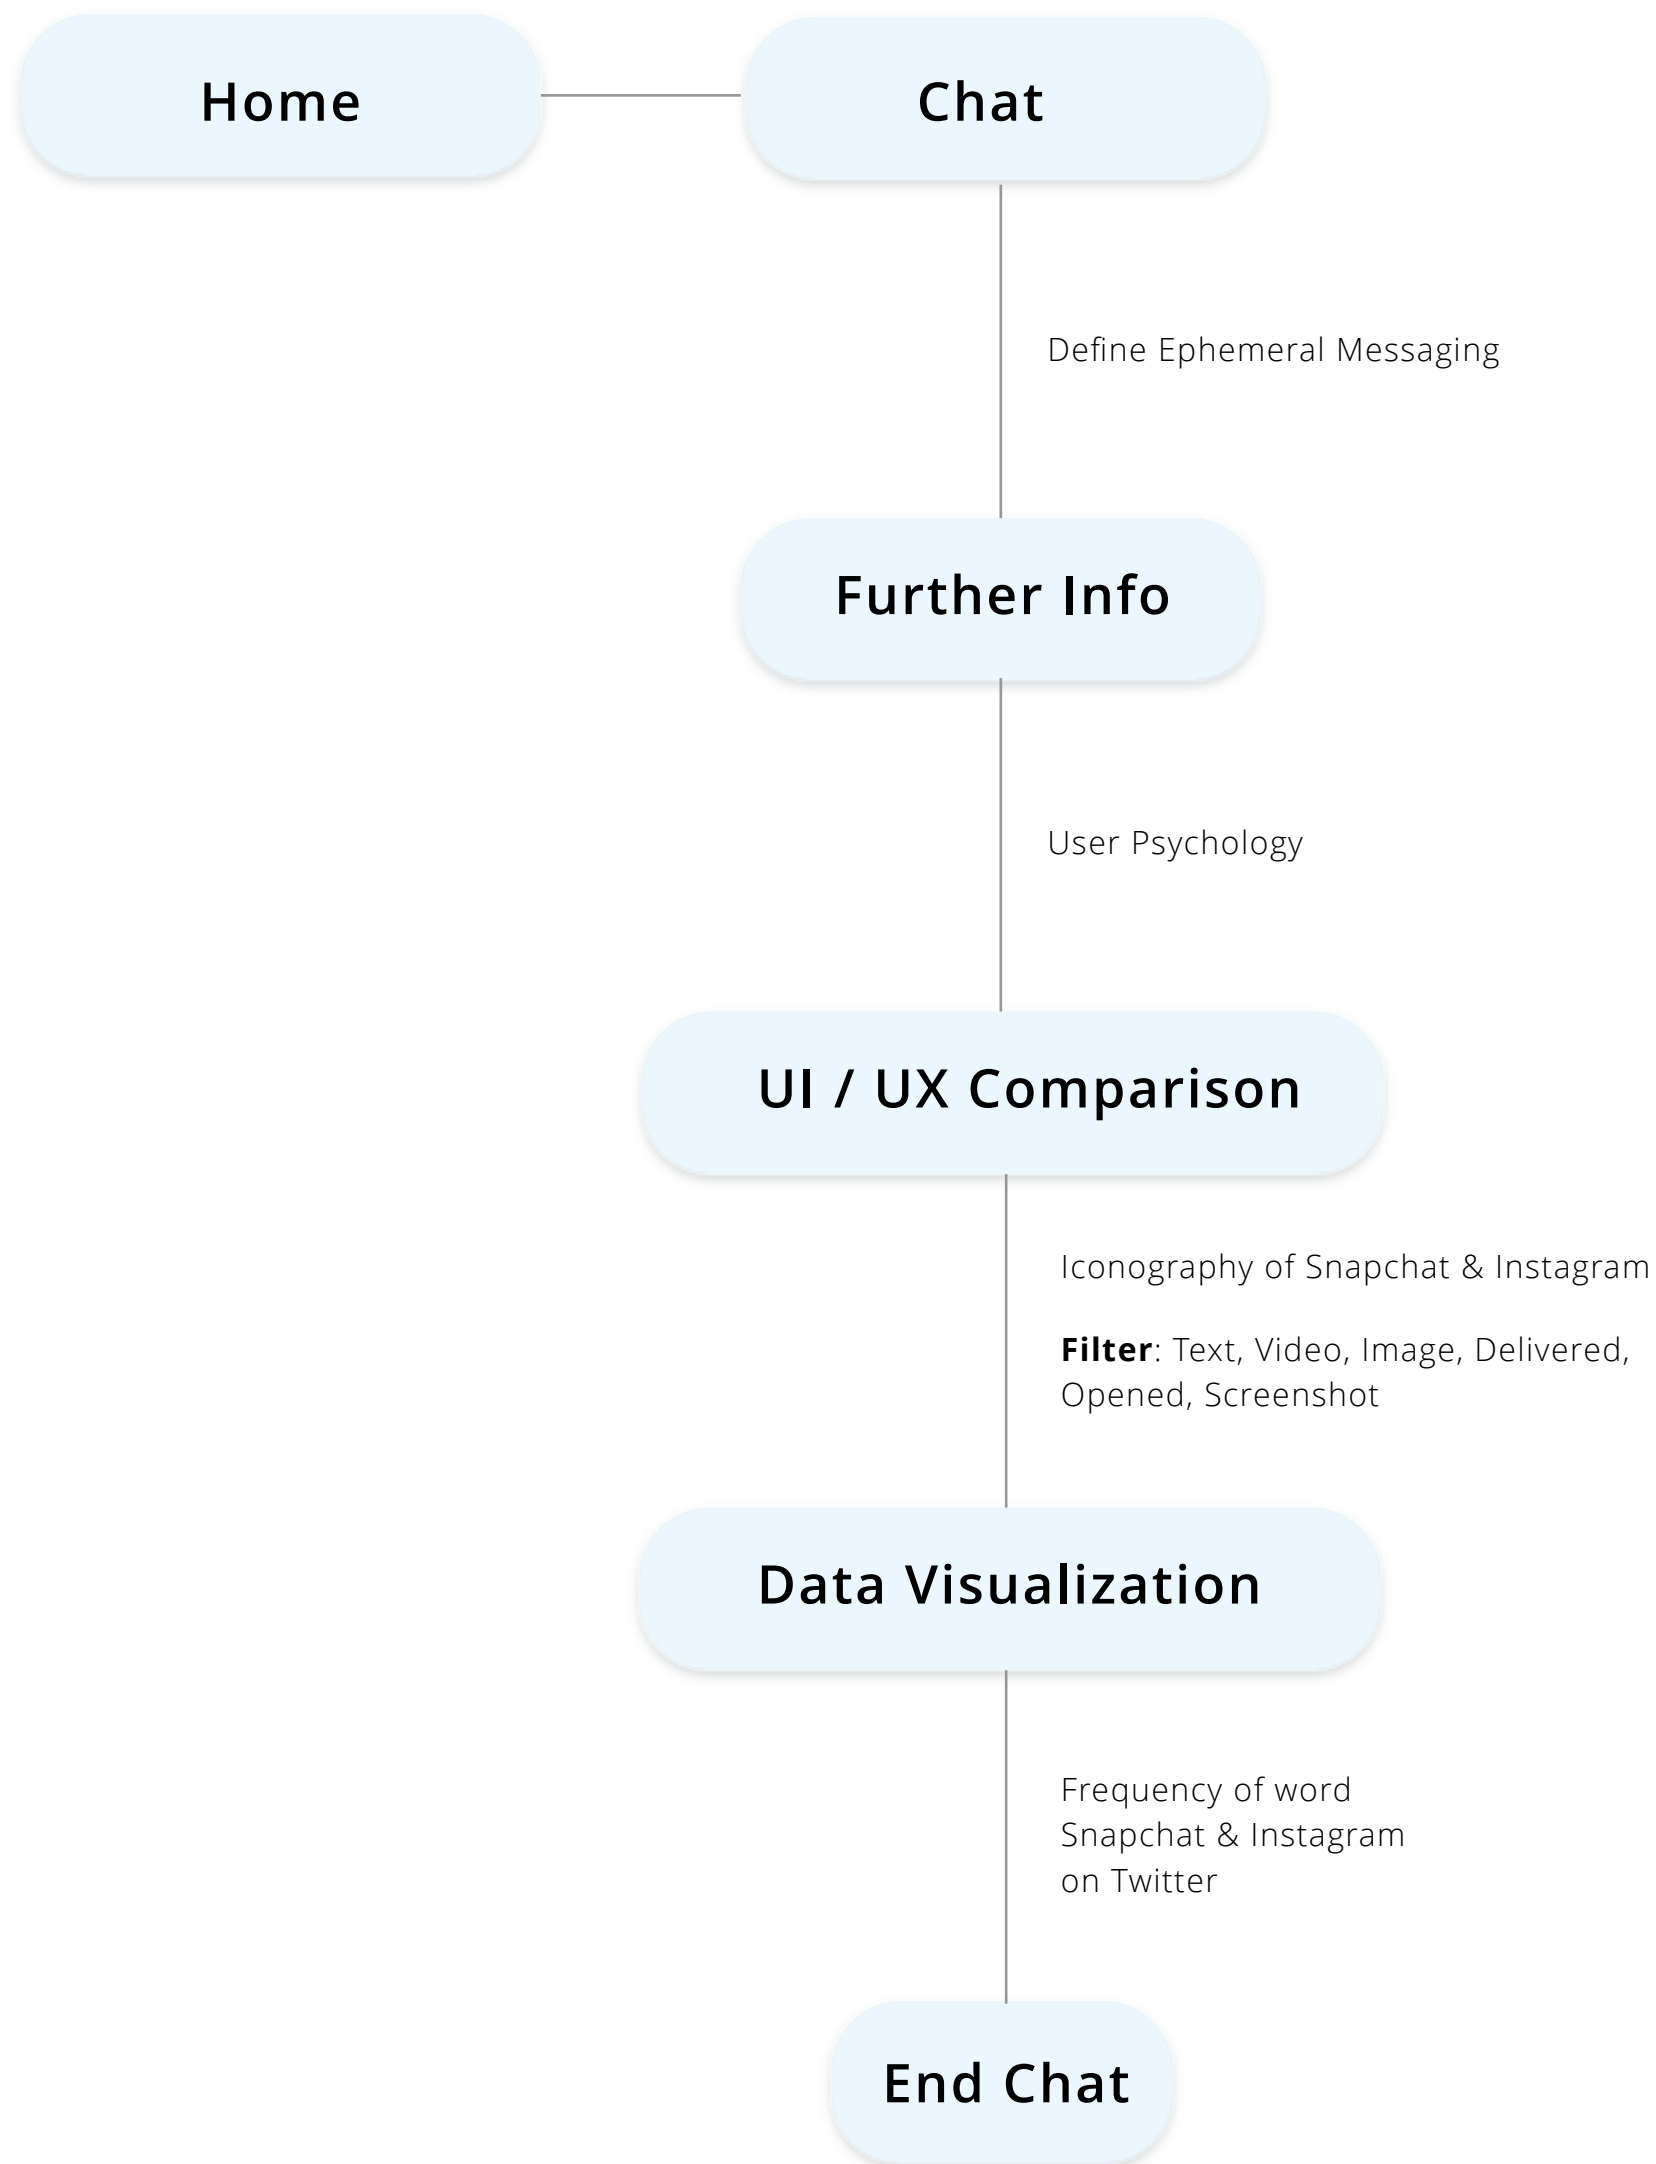 Home
Chat
Define Ephemeral Messaging
Further Info
User Psychology
UI / UX Comparison
Iconography of Snapchat & Instagram
Filter: Text, Video, Image, Delivered,
Opened, Screenshot
Data Visualization
Frequency of word
Snapchat & Instagram
on Twitter
End Chat